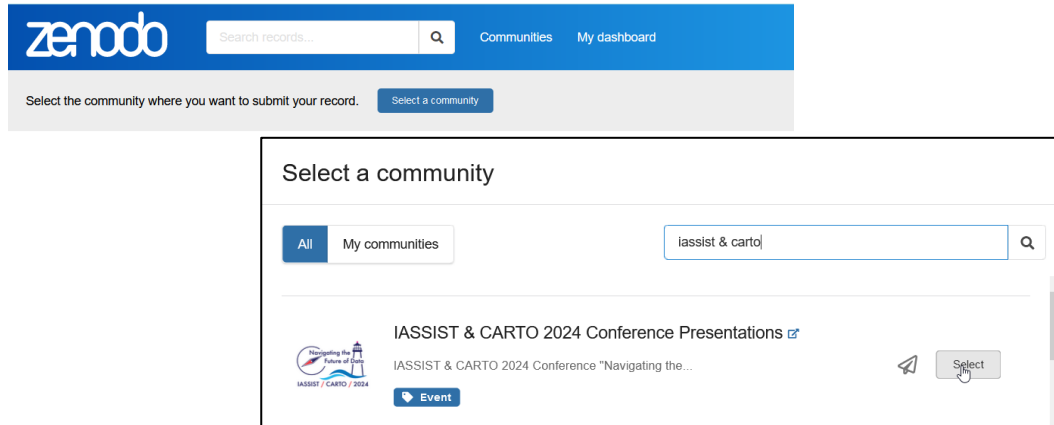 zenodo
Search records...
Communities
My dashboard
Select the community where you want to submit your record.
Select a community
Select a community
All
My communities
iassist & carto
IASSIST & CARTO 2024 Conference Presentations
Navigating the
Future of Data
IASSIST / CARTO / 2024
IASSIST & CARTO 2024 Conference "Navigating the...
Select
Event